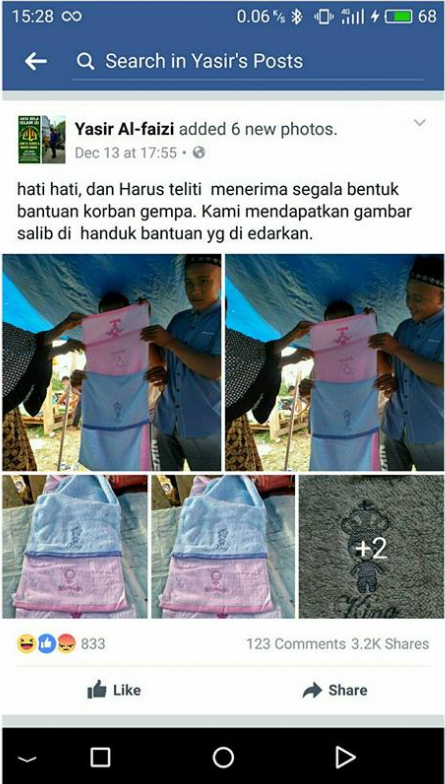 15:28
0.06 K/s 4G 68
Search in Yasir's Posts
Yasir Al-faizi added 6 new photos.
Dec 13 at 17:55
hati hati, dan Harus teliti  menerima segala bentuk
bantuan korban gempa. Kami mendapatkan gambar
salib di  handuk bantuan yg di edarkan.
+2
King
833
123 Comments 3.2K Shares
Like
Share